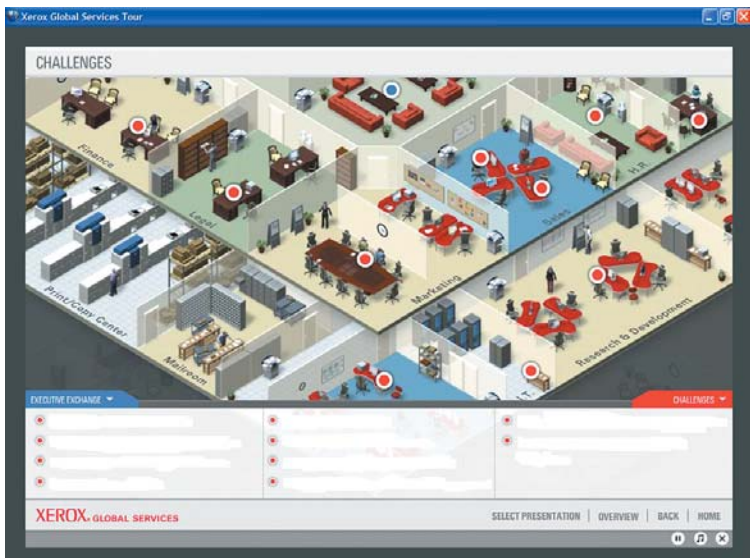 Xerox Global Services Tour
CHALLENGES
Finance
Legal
Print/Copy Center
Mailroom
Marketing
Sales
H.R.
Research & Development
I.T.
EXECUTIVE EXCHANGE
CHALLENGES
XEROX. GLOBAL SERVICES
SELECT PRESENTATION | OVERVIEW | BACK | HOME